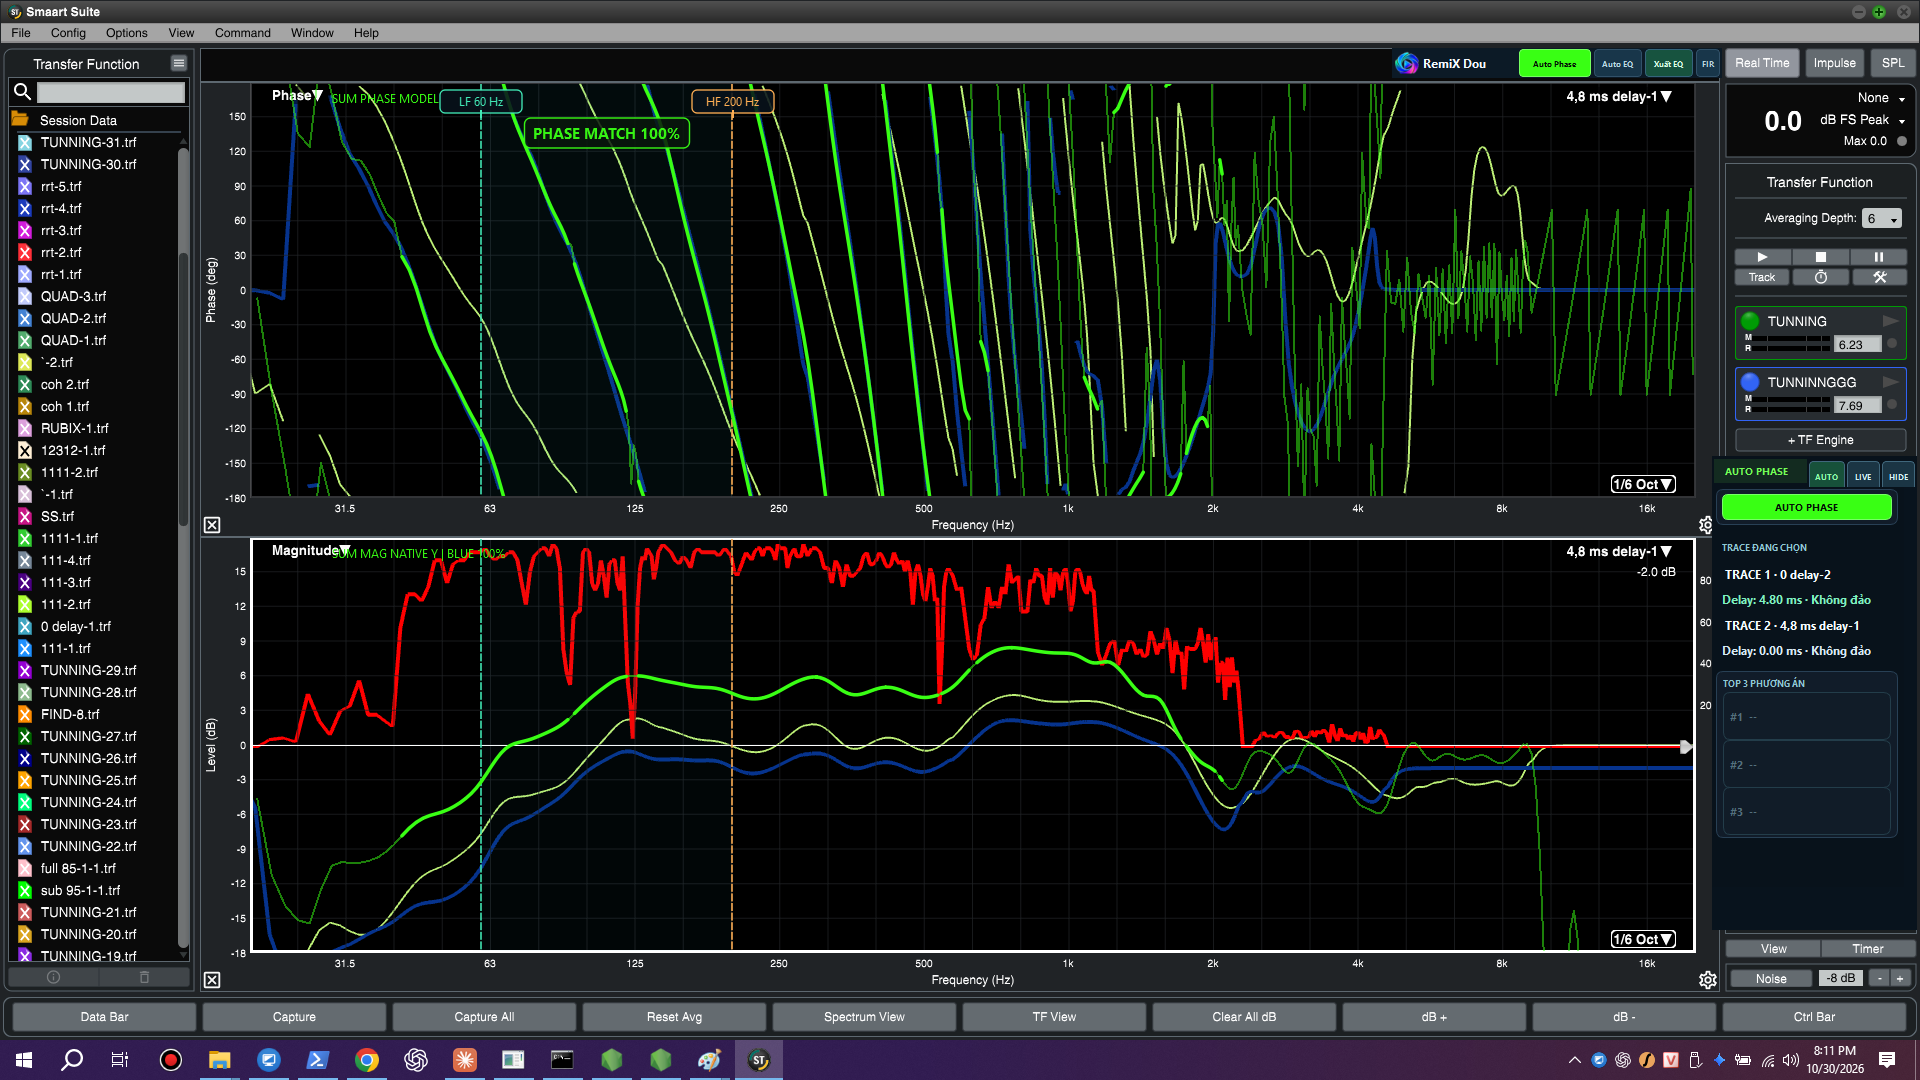 Smaart Suite
File Config Options View Command Window Help
Transfer Function
Session Data
TUNNING-31.trf
TUNNING-30.trf
rrt-5.trf
rrt-4.trf
rrt-3.trf
rrt-2.trf
rrt-1.trf
QUAD-3.trf
QUAD-2.trf
QUAD-1.trf
`-2.trf
coh 2.trf
coh 1.trf
RUBIX-1.trf
12312-1.trf
1111-2.trf
`-1.trf
SS.trf
1111-1.trf
111-4.trf
111-3.trf
111-2.trf
0 delay-1.trf
111-1.trf
TUNNING-29.trf
TUNNING-28.trf
FIND-8.trf
TUNNING-27.trf
TUNNING-26.trf
TUNNING-25.trf
TUNNING-24.trf
TUNNING-23.trf
TUNNING-22.trf
full 85-1-1.trf
sub 95-1-1.trf
TUNNING-21.trf
TUNNING-20.trf
TUNNING-19.trf
RemiX Dou
Auto Phase Auto EQ Xuất EQ FIR
Phase▼ SUM PHASE MODEL LF 60 Hz HF 200 Hz 4,8 ms delay-1▼
PHASE MATCH 100%
Phase (deg)
150
120
90
60
30
0
-30
-60
-90
-120
-150
-180
1/6 Oct▼
31.5 63 125 250 500 1k 2k 4k 8k 16k
Frequency (Hz)
Magnitude▼ SUM MAG NATIVE Y | BLUE 100% 4,8 ms delay-1▼
-2.0 dB
Level (dB)
15
12
9
6
3
0
-3
-6
-9
-12
-15
-18
80
60
40
20
1/6 Oct▼
31.5 63 125 250 500 1k 2k 4k 8k 16k
Frequency (Hz)
Real Time Impulse SPL
None
0.0 dB FS Peak
Max 0.0
Transfer Function
Averaging Depth: 6
Track
TUNNING
M
R
6.23
TUNNINNGGG
M
R
7.69
+ TF Engine
AUTO PHASE AUTO LIVE HIDE
AUTO PHASE
TRACE ĐANG CHỌN
TRACE 1 · 0 delay-2
Delay: 4.80 ms · Không đảo
TRACE 2 · 4,8 ms delay-1
Delay: 0.00 ms · Không đảo
TOP 3 PHƯƠNG ÁN
#1 --
#2 --
#3 --
View Timer
Noise -8 dB - +
Data Bar Capture Capture All Reset Avg Spectrum View TF View Clear All dB dB + dB - Ctrl Bar
8:11 PM
10/30/2026